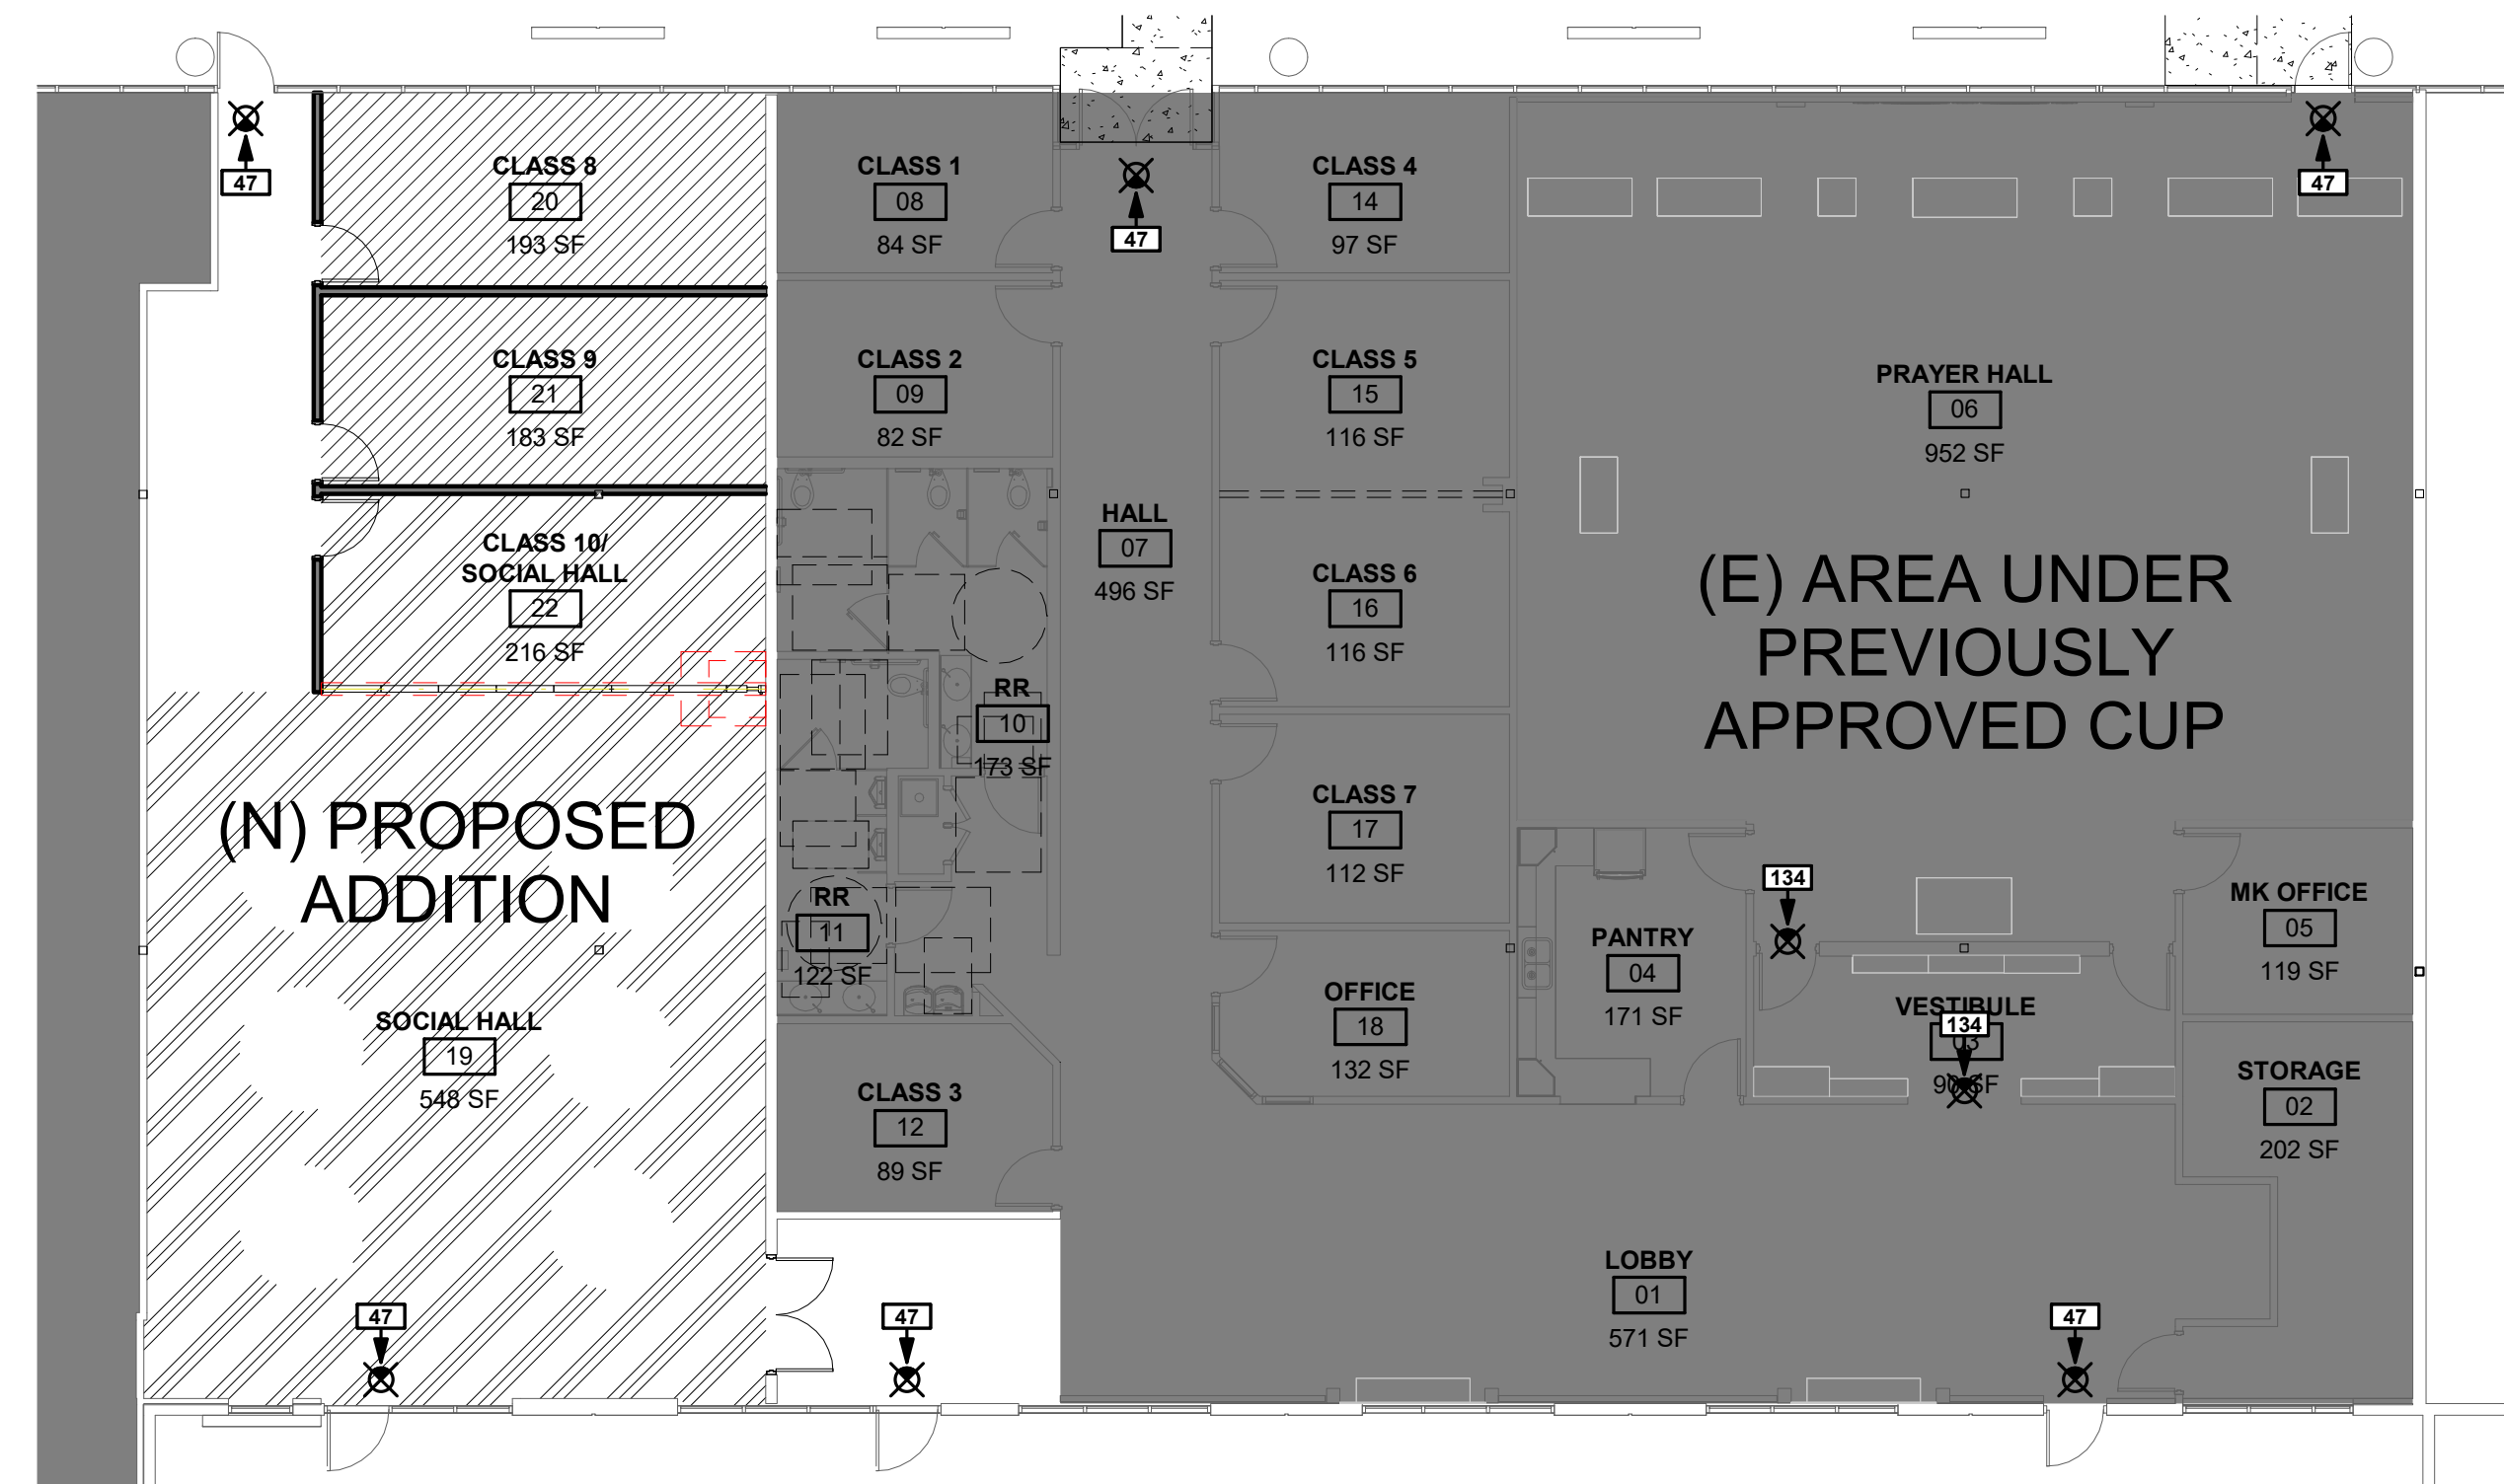 47
CLASS 8
20
193 SF
CLASS 1
08
84 SF
47
CLASS 4
14
97 SF
47
CLASS 9
21
183 SF
CLASS 2
09
82 SF
CLASS 5
15
116 SF
PRAYER HALL
06
952 SF
CLASS 10/
SOCIAL HALL
22
216 SF
HALL
07
496 SF
CLASS 6
16
116 SF
(E) AREA UNDER
PREVIOUSLY
APPROVED CUP
RR
10
173 SF
(N) PROPOSED
ADDITION
CLASS 7
17
112 SF
RR
11
122 SF
134
MK OFFICE
05
119 SF
PANTRY
04
171 SF
OFFICE
18
132 SF
VESTIBULE
134
03
SF
SOCIAL HALL
19
548 SF
CLASS 3
12
89 SF
STORAGE
02
202 SF
LOBBY
01
571 SF
47
47
47